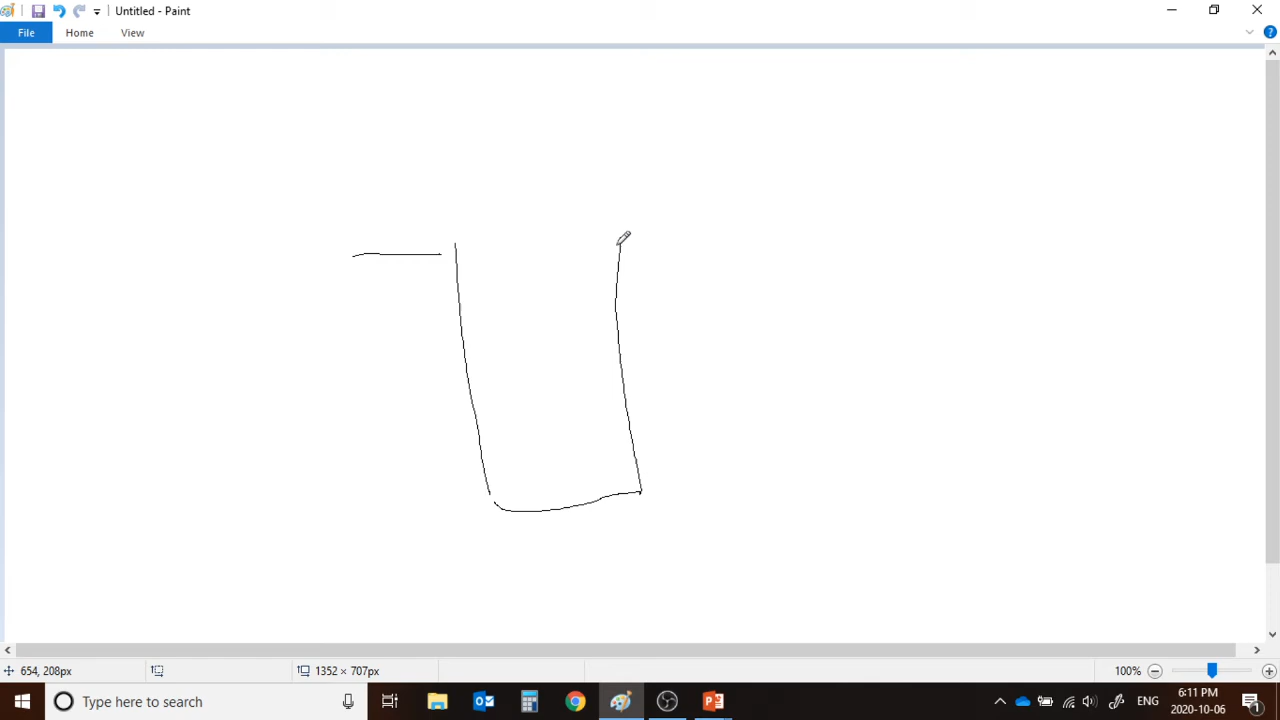 Untitled - Paint
File Home View
654, 208px 1352 × 707px 100%
Type here to search
ENG
6:11 PM
2020-10-06
1